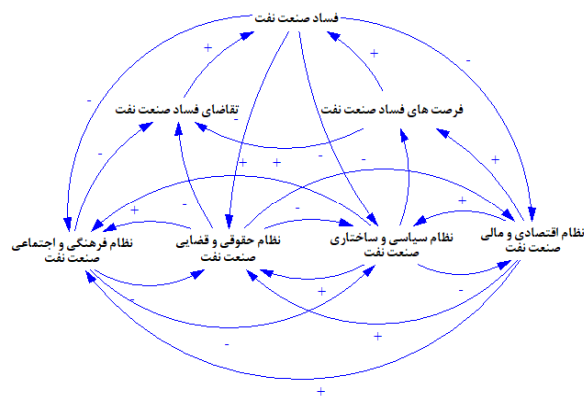 فساد صنعت نفت
تقاضای فساد صنعت نفت
فرصت های فساد صنعت نفت
نظام اقتصادی و مالی
صنعت نفت
نظام سیاسی و ساختاری
صنعت نفت
نظام حقوقی و قضایی
صنعت نفت
نظام فرهنگی و اجتماعی
صنعت نفت